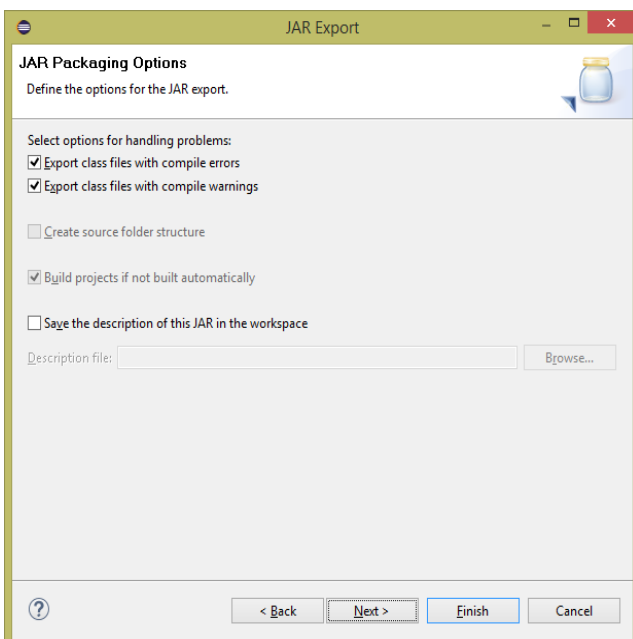 JAR Export
JAR Packaging Options
Define the options for the JAR export.
Select options for handling problems:
Export class files with compile errors
Export class files with compile warnings
Create source folder structure
Build projects if not built automatically
Save the description of this JAR in the workspace
Description file:
Browse...
?
< Back
Next >
Finish
Cancel